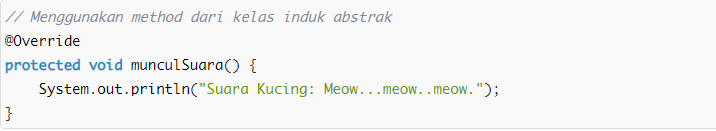 // Menggunakan method dari kelas induk abstrak
@Override
protected void munculSuara() {
    System.out.println("Suara Kucing: Meow...meow..meow.");
}